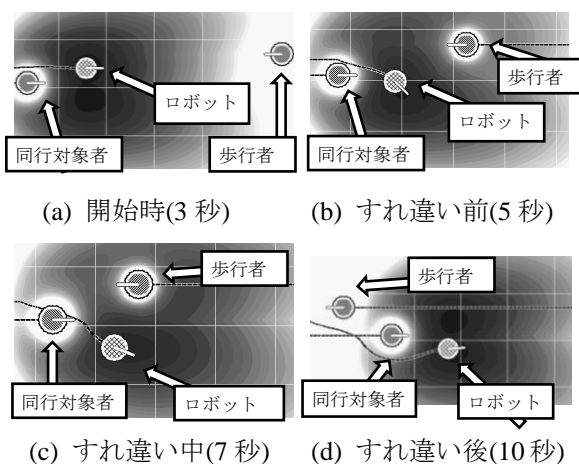 ロボット
同行対象者
歩行者
(a) 開始時(3 秒)
歩行者
ロボット
同行対象者
(b) すれ違い前(5 秒)
歩行者
同行対象者
ロボット
(c) すれ違い中(7 秒)
歩行者
同行対象者
ロボット
(d) すれ違い後(10 秒)